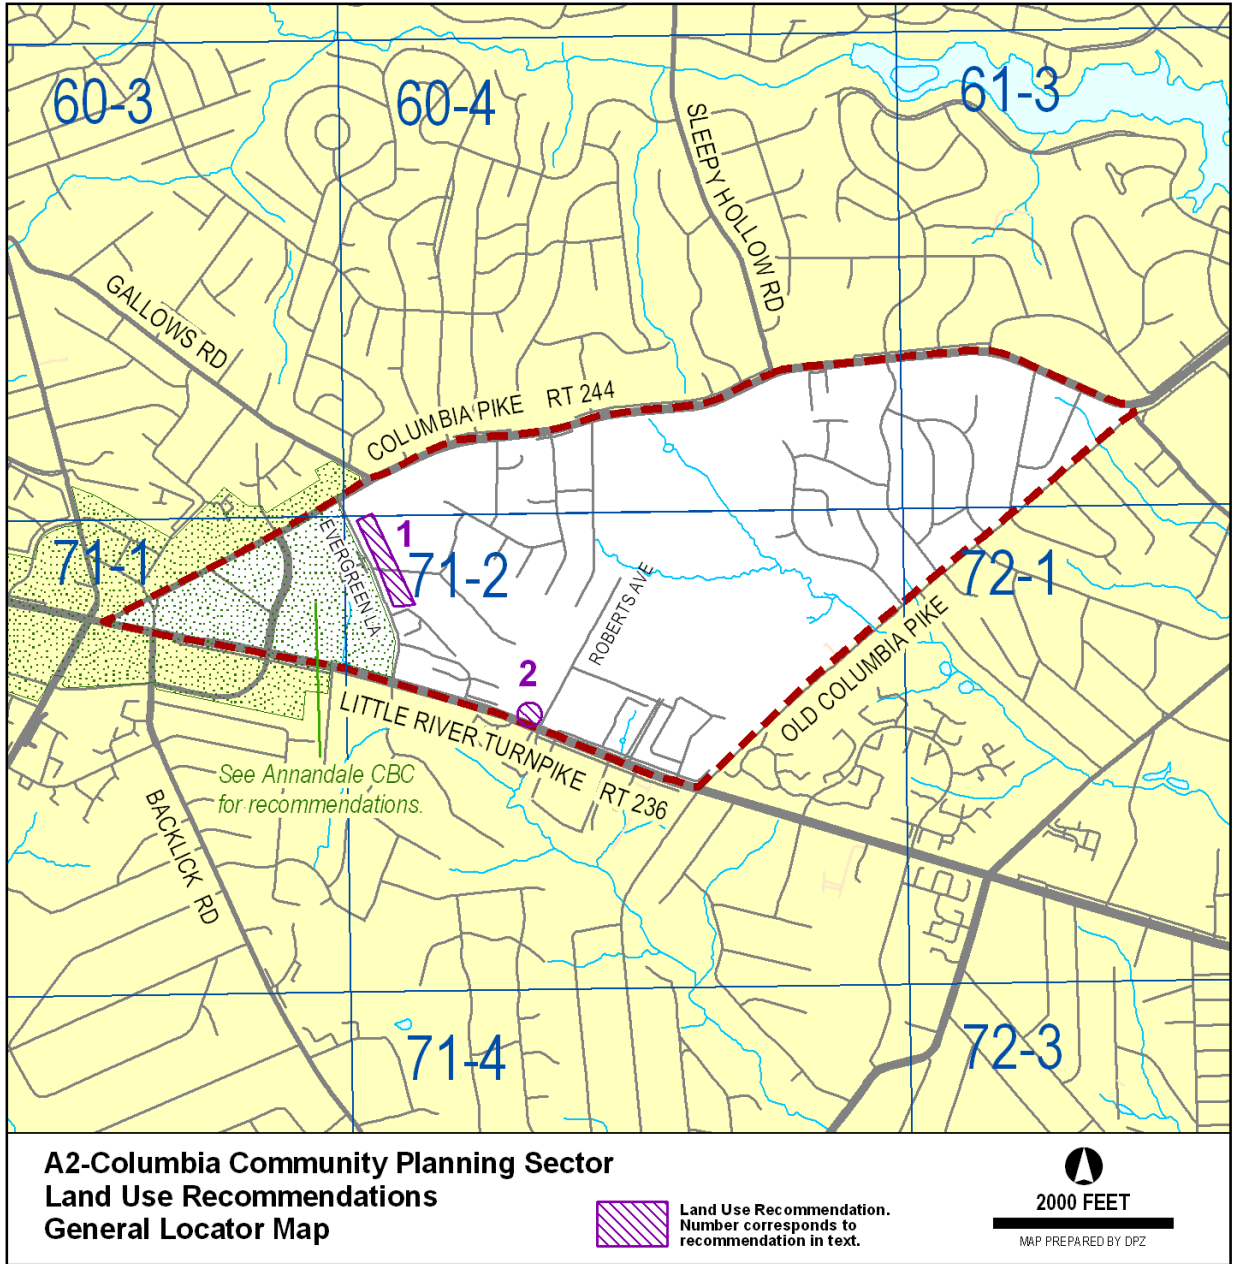 60-3
60-4
61-3
SLEEPY HOLLOW RD
GALLOWS RD
COLUMBIA PIKE RT 244
71-1
EVERGREEN LA
1
71-2
72-1
ROBERTS AVE
2
OLD COLUMBIA PIKE
LITTLE RIVER TURNPIKE RT 236
See Annandale CBC
for recommendations.
BACKLICK RD
71-4
72-3
A2-Columbia Community Planning Sector
Land Use Recommendations
General Locator Map
Land Use Recommendation.
Number corresponds to
recommendation in text.
2000 FEET
MAP PREPARED BY DPZ